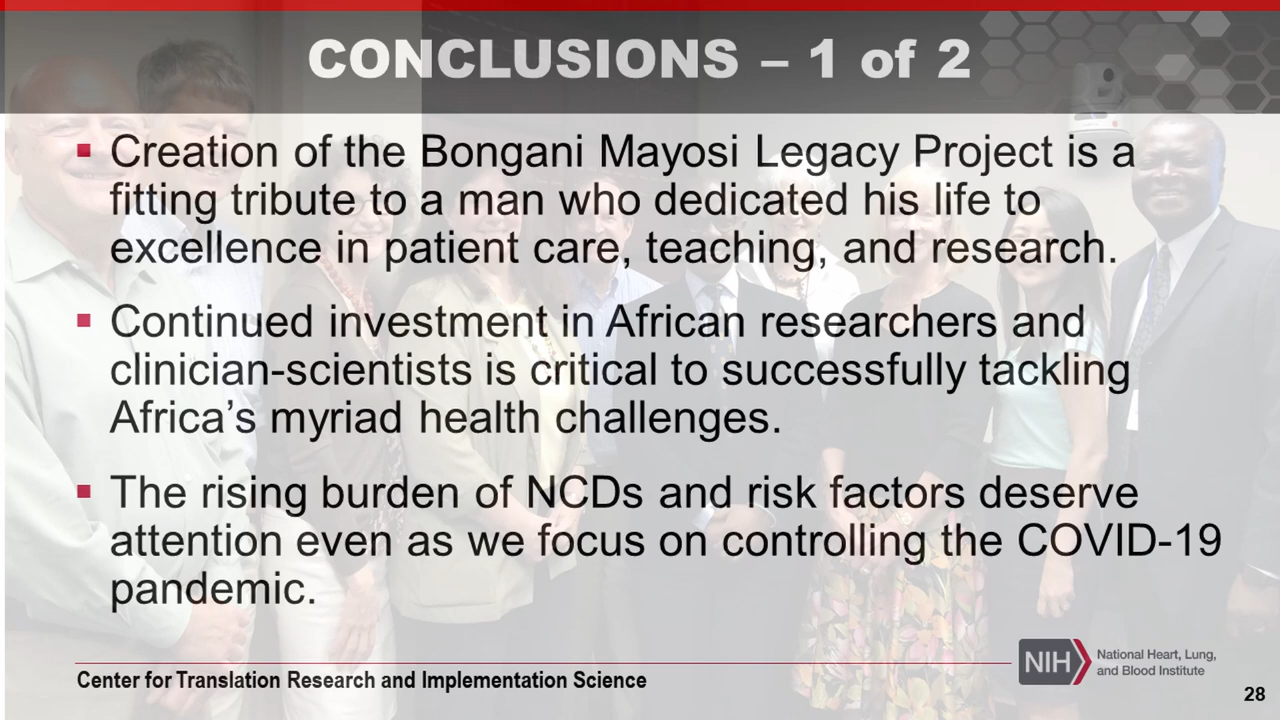 CONCLUSIONS – 1 of 2
Creation of the Bongani Mayosi Legacy Project is a
fitting tribute to a man who dedicated his life to
excellence in patient care, teaching, and research.
Continued investment in African researchers and
clinician-scientists is critical to successfully tackling
Africa’s myriad health challenges.
The rising burden of NCDs and risk factors deserve
attention even as we focus on controlling the COVID-19
pandemic.
Center for Translation Research and Implementation Science
NIH
National Heart, Lung,
and Blood Institute
28